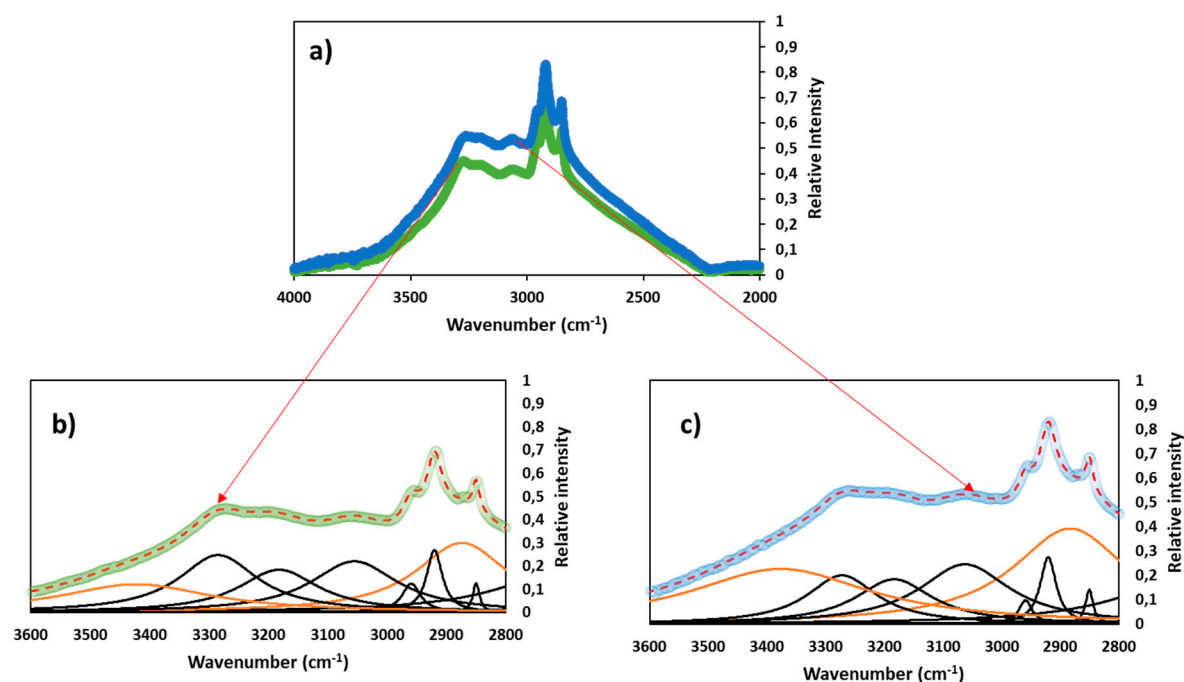 a)
1
0,9
0,8
0,7
0,6
0,5
0,4
0,3
0,2
0,1
0
Relative Intensity
4000 3500 3000 2500 2000
Wavenumber (cm-1)
b)
1
0,9
0,8
0,7
0,6
0,5
0,4
0,3
0,2
0,1
0
Relative intensity
3600 3500 3400 3300 3200 3100 3000 2900 2800
Wavenumber (cm-1)
c)
1
0,9
0,8
0,7
0,6
0,5
0,4
0,3
0,2
0,1
0
Relative intensity
3600 3500 3400 3300 3200 3100 3000 2900 2800
Wavenumber (cm-1)